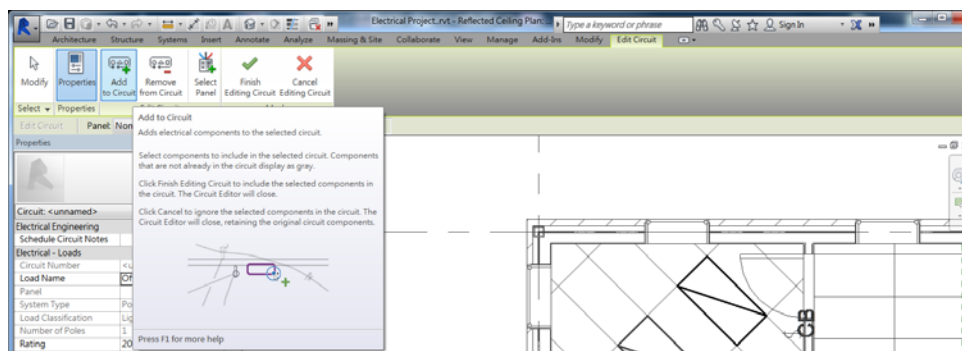 Electrical Project.rvt - Reflected Ceiling Plan:
Type a keyword or phrase
Sign In
Architecture Structure Systems Insert Annotate Analyze Massing & Site Collaborate View Manage Add-Ins Modify Edit Circuit
Modify Properties Add to Circuit Remove from Circuit Select Panel Finish Editing Circuit Cancel Editing Circuit
Select Properties
Edit Circuit Panel: Non
Properties
Add to Circuit
Adds electrical components to the selected circuit.
Select components to include in the selected circuit. Components
that are not already in the circuit display as gray.
Click Finish Editing Circuit to include the selected components in
the circuit. The Circuit Editor will close.
Click Cancel to ignore the selected components in the circuit. The
Circuit Editor will close, retaining the original circuit components.
Press F1 for more help
Circuit: <unnamed>
Electrical Engineering
Schedule Circuit Notes
Electrical - Loads
Circuit Number <u
Load Name Of
Panel
System Type Po
Load Classification Lig
Number of Poles 1
Rating 20
CB